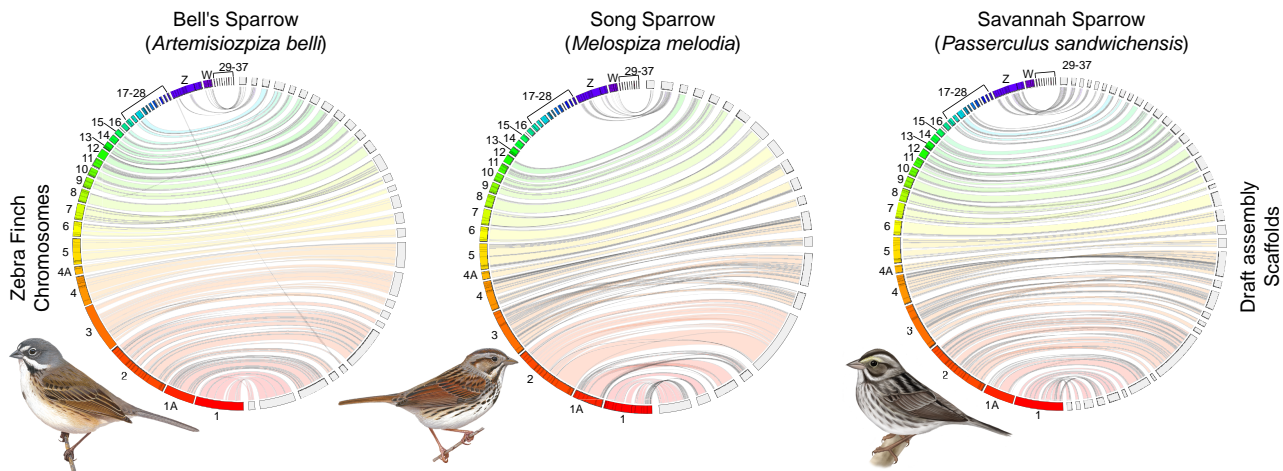 Bell's Sparrow
(Artemisiozpiza belli)
Song Sparrow
(Melospiza melodia)
Savannah Sparrow
(Passerculus sandwichensis)
Zebra Finch
Chromosomes
Draft assembly
Scaffolds
29-37
W
Z
17-28
15-16
14
13
12
11
10
9
8
7
6
5
4A
4
3
2
1A
1
29-37
W
Z
17-28
15-16
14
13
12
11
10
9
8
7
6
5
4A
4
3
2
1A
1
29-37
W
Z
17-28
15-16
14
13
12
11
10
9
8
7
6
5
4A
4
3
2
1A
1